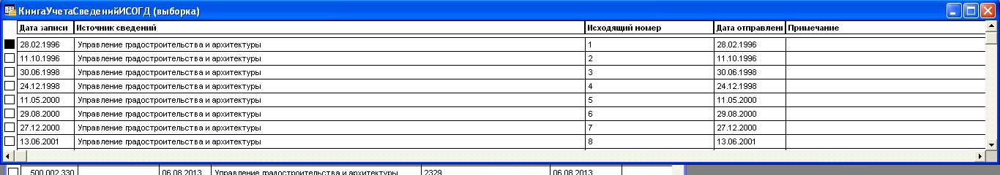 КнигаУчетаСведенийИСОГД (выборка)
Дата записи Источник сведений Исходящий номер Дата отправлени Примечание
28.02.1996 Управление градостроительства и архитектуры 1 28.02.1996
11.10.1996 Управление градостроительства и архитектуры 2 11.10.1996
30.06.1998 Управление градостроительства и архитектуры 3 30.06.1998
24.12.1998 Управление градостроительства и архитектуры 4 24.12.1998
11.05.2000 Управление градостроительства и архитектуры 5 11.05.2000
29.08.2000 Управление градостроительства и архитектуры 6 29.08.2000
27.12.2000 Управление градостроительства и архитектуры 7 27.12.2000
13.06.2001 Управление градостроительства и архитектуры 8 13.06.2001
500 002 330 06.08.2013 Управление градостроительства и архитектуры 2329 06.08.2013